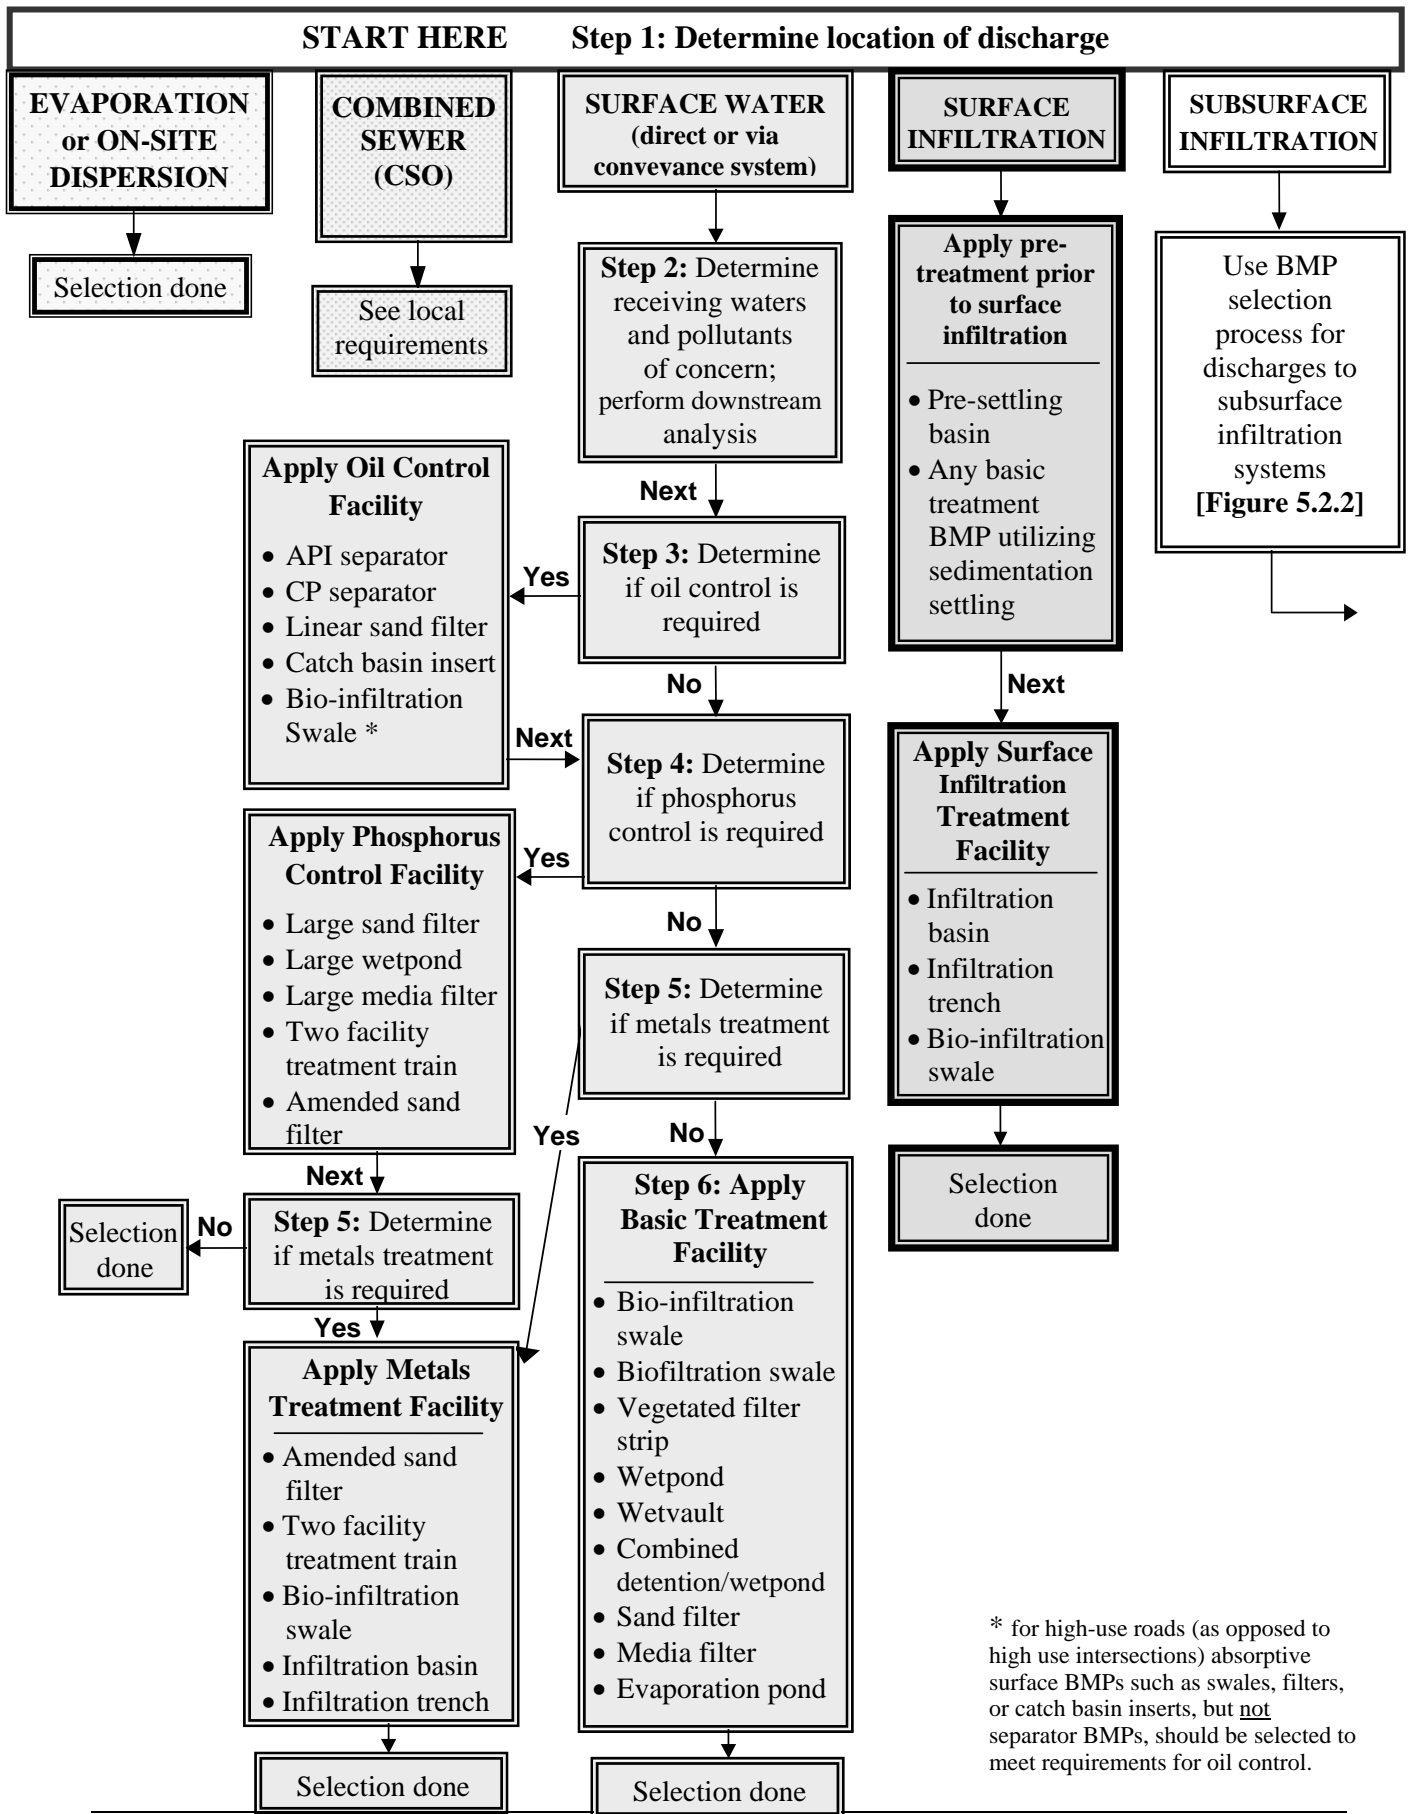 START HERE Step 1: Determine location of discharge
EVAPORATION
or ON-SITE
DISPERSION
Selection done
COMBINED
SEWER
(CSO)
See local
requirements
SURFACE WATER
(direct or via
conveyance system)
Step 2: Determine
receiving waters
and pollutants
of concern;
perform downstream
analysis
Next
Step 3: Determine
if oil control is
required
Yes
Apply Oil Control
Facility
• API separator
• CP separator
• Linear sand filter
• Catch basin insert
• Bio-infiltration
Swale *
Next
No
Step 4: Determine
if phosphorus
control is required
Yes
Apply Phosphorus
Control Facility
• Large sand filter
• Large wetpond
• Large media filter
• Two facility
treatment train
• Amended sand
filter
Next
Step 5: Determine
if metals treatment
is required
No
Selection
done
Yes
Apply Metals
Treatment Facility
• Amended sand
filter
• Two facility
treatment train
• Bio-infiltration
swale
• Infiltration basin
• Infiltration trench
Selection done
No
Step 5: Determine
if metals treatment
is required
Yes
No
Step 6: Apply
Basic Treatment
Facility
• Bio-infiltration
swale
• Biofiltration swale
• Vegetated filter
strip
• Wetpond
• Wetvault
• Combined
detention/wetpond
• Sand filter
• Media filter
• Evaporation pond
Selection done
SURFACE
INFILTRATION
Apply pre-
treatment prior
to surface
infiltration
• Pre-settling
basin
• Any basic
treatment
BMP utilizing
sedimentation
settling
Next
Apply Surface
Infiltration
Treatment
Facility
• Infiltration
basin
• Infiltration
trench
• Bio-infiltration
swale
Selection
done
SUBSURFACE
INFILTRATION
Use BMP
selection
process for
discharges to
subsurface
infiltration
systems
[Figure 5.2.2]
* for high-use roads (as opposed to
high use intersections) absorptive
surface BMPs such as swales, filters,
or catch basin inserts, but not
separator BMPs, should be selected to
meet requirements for oil control.